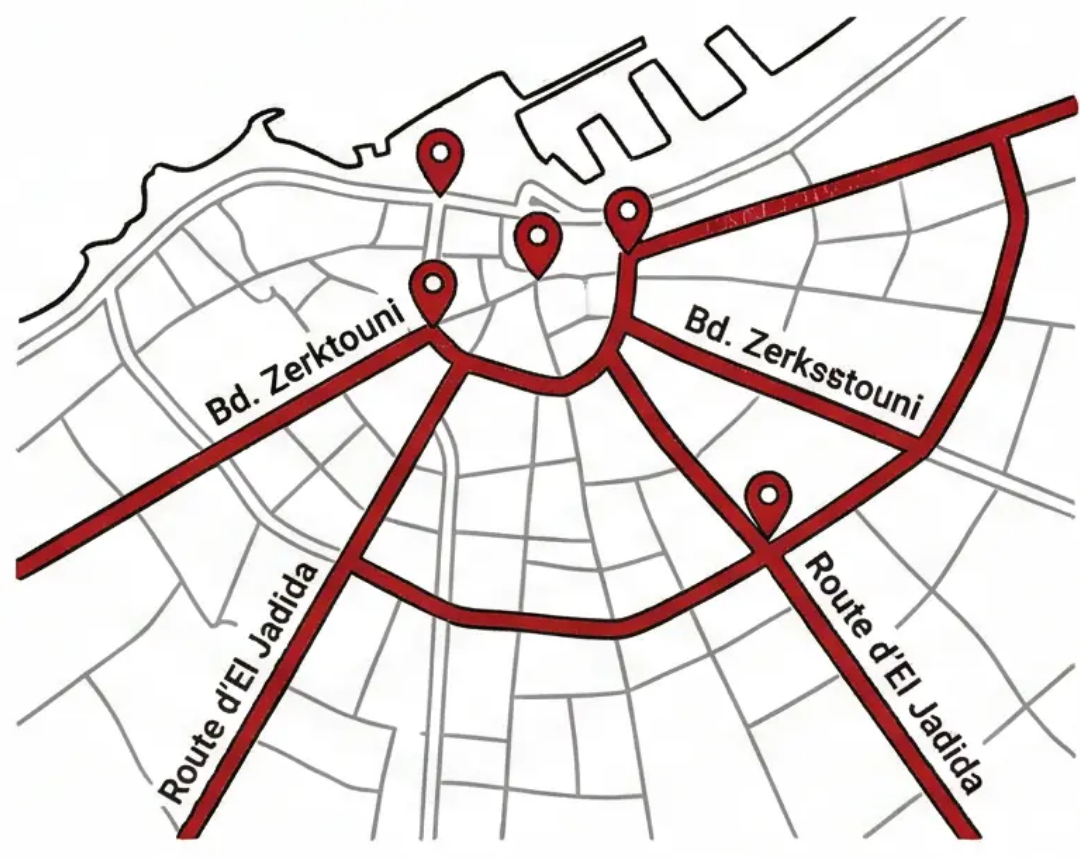 Bd. Zerktouni
Bd. Zerksstouni
Route d'El Jadida
Route d'El Jadida